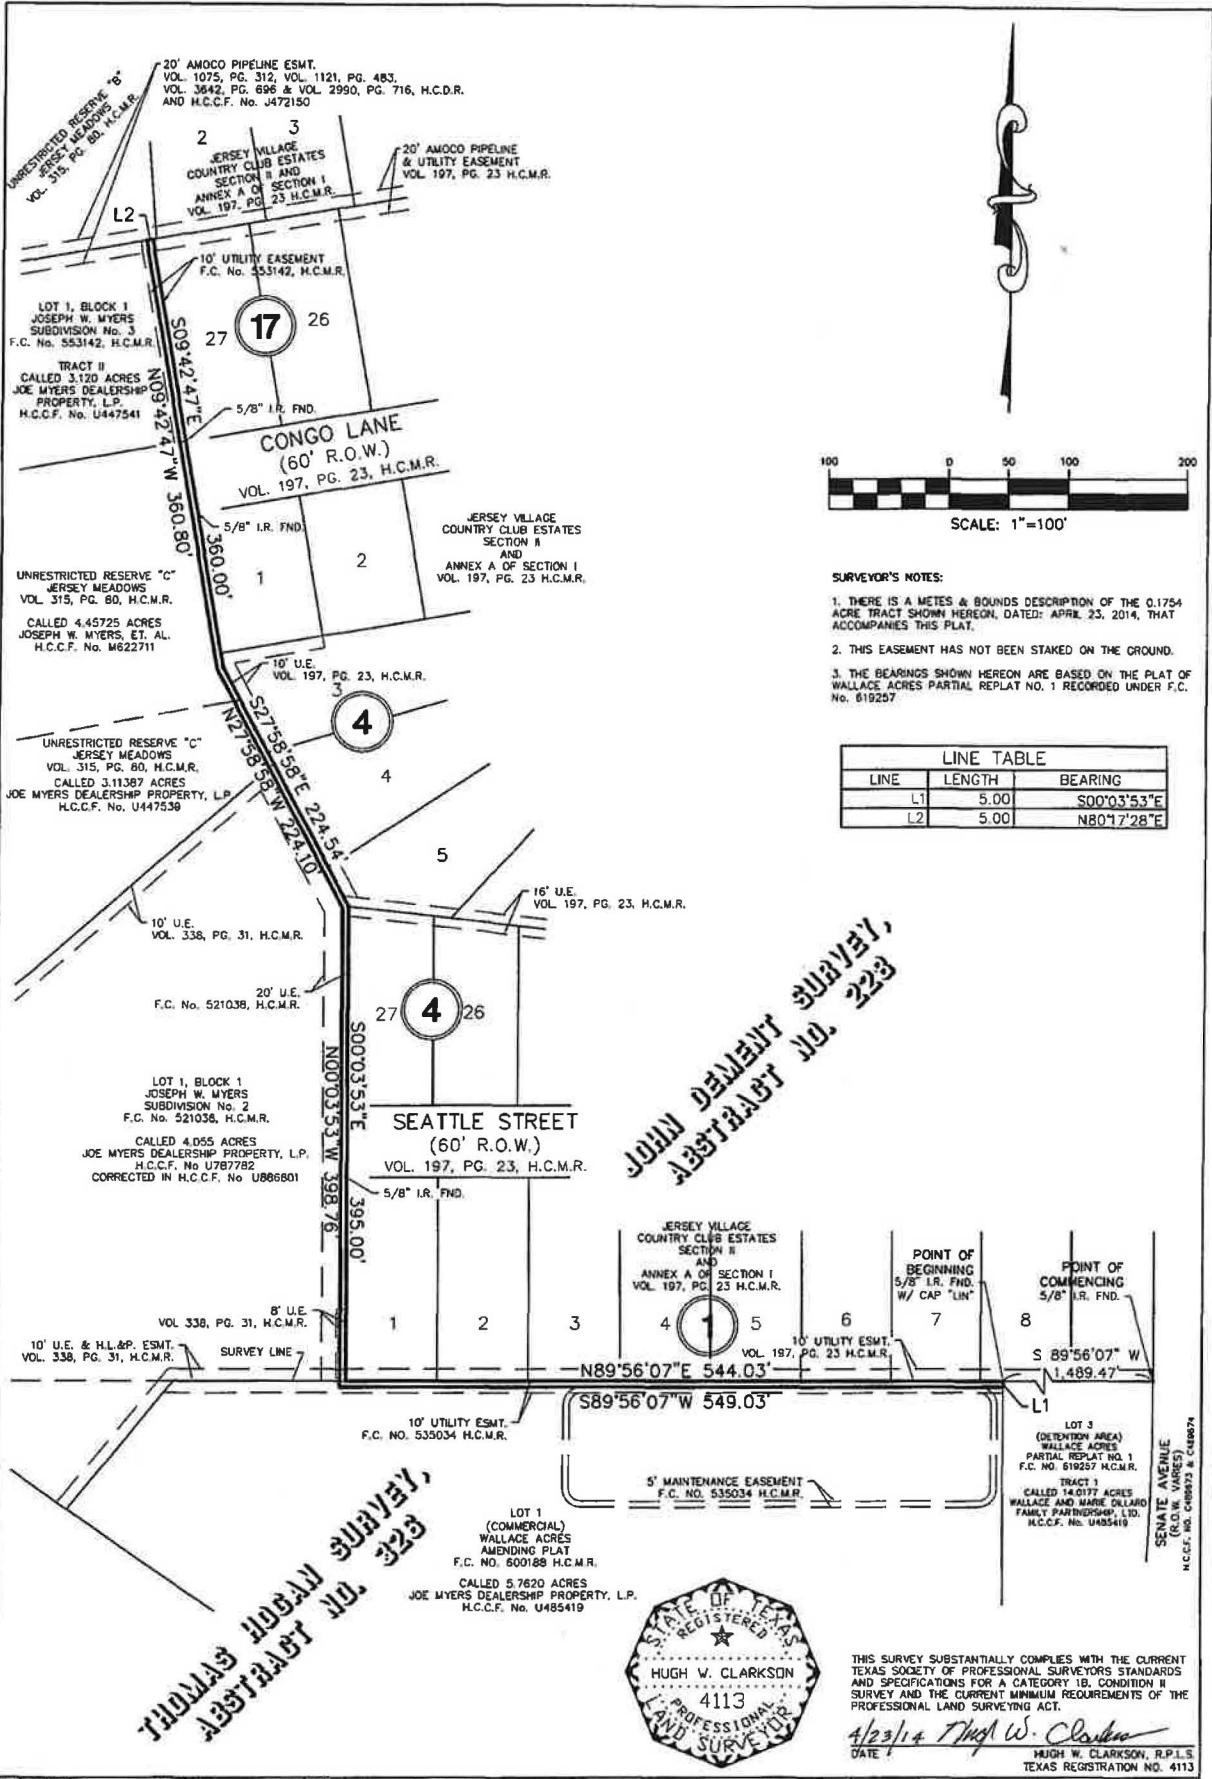 20' AMOCO PIPELINE ESMT.
VOL. 1075, PG. 312, VOL. 1121, PG. 483,
VOL. 3642, PG. 696 & VOL. 2990, PG. 716, H.C.D.R.
AND H.C.C.F. No. J472150
UNRESTRICTED RESERVE "B"
JERSEY MEADOWS
VOL. 315, PG. 80, H.C.M.R.
2
3
JERSEY VILLAGE
COUNTRY CLUB ESTATES
SECTION II AND
ANNEX A OF SECTION I
VOL. 197, PG. 23 H.C.M.R.
20' AMOCO PIPELINE
& UTILITY EASEMENT
VOL. 197, PG. 23 H.C.M.R.
L2
10' UTILITY EASEMENT
F.C. No. 553142, H.C.M.R.
LOT 1, BLOCK 1
JOSEPH W. MYERS
SUBDIVISION No. 3
F.C. No. 553142, H.C.M.R.
TRACT II
CALLED 3.120 ACRES
JOE MYERS DEALERSHIP
PROPERTY, L.P.
H.C.C.F. No. U447541
27
17
26
S09°42'47"E
360.00'
N09°42'47"W 360.80'
5/8" I.R. FND.
CONGO LANE
(60' R.O.W.)
VOL. 197, PG. 23, H.C.M.R.
5/8" I.R. FND.
1
2
JERSEY VILLAGE
COUNTRY CLUB ESTATES
SECTION II
AND
ANNEX A OF SECTION I
VOL. 197, PG. 23 H.C.M.R.
100
0
50
100
200
SCALE: 1"=100'
SURVEYOR'S NOTES:
1. THERE IS A METES & BOUNDS DESCRIPTION OF THE 0.1754
ACRE TRACT SHOWN HEREON, DATED: APRIL 23, 2014, THAT
ACCOMPANIES THIS PLAT.
2. THIS EASEMENT HAS NOT BEEN STAKED ON THE GROUND.
3. THE BEARINGS SHOWN HEREON ARE BASED ON THE PLAT OF
WALLACE ACRES PARTIAL REPLAT NO. 1 RECORDED UNDER F.C.
No. 619257
LINE TABLE
LINE LENGTH BEARING
L1 5.00 S00°03'53"E
L2 5.00 N80°17'28"E
UNRESTRICTED RESERVE "C"
JERSEY MEADOWS
VOL. 315, PG. 80, H.C.M.R.
CALLED 4.45725 ACRES
JOSEPH W. MYERS, ET. AL.
H.C.C.F. No. M622711
10' U.E.
VOL. 197, PG. 23, H.C.M.R.
3
4
4
S27°58'58"E 224.54'
N27°58'58"W 224.10'
UNRESTRICTED RESERVE "C"
JERSEY MEADOWS
VOL. 315, PG. 80, H.C.M.R.
CALLED 3.11387 ACRES
JOE MYERS DEALERSHIP PROPERTY, L.P.
H.C.C.F. No. U447539
5
16' U.E.
VOL. 197, PG. 23, H.C.M.R.
10' U.E.
VOL. 338, PG. 31, H.C.M.R.
20' U.E.
F.C. No. 521038, H.C.M.R.
27
4
26
JOHN DEMENT SURVEY,
ABSTRACT NO. 228
S00°03'53"E
395.00'
N00°03'53"W 398.76'
LOT 1, BLOCK 1
JOSEPH W. MYERS
SUBDIVISION No. 2
F.C. No. 521038, H.C.M.R.
CALLED 4.055 ACRES
JOE MYERS DEALERSHIP PROPERTY, L.P.
H.C.C.F. No U787782
CORRECTED IN H.C.C.F. No U886801
SEATTLE STREET
(60' R.O.W.)
VOL. 197, PG. 23, H.C.M.R.
5/8" I.R. FND.
JERSEY VILLAGE
COUNTRY CLUB ESTATES
SECTION II
AND
ANNEX A OF SECTION I
VOL. 197, PG. 23 H.C.M.R.
POINT OF
BEGINNING
5/8" I.R. FND.
W/ CAP "LIN"
POINT OF
COMMENCING
5/8" I.R. FND.
8' U.E.
VOL 338, PG. 31, H.C.M.R.
1
2
3
4
1
5
6
7
8
10' U.E. & H.L.&P. ESMT.
VOL. 338, PG. 31, H.C.M.R.
SURVEY LINE
10' UTILITY ESMT.
VOL. 197, PG. 23 H.C.M.R.
S 89°56'07" W
1,489.47'
N89°56'07"E 544.03'
S89°56'07"W 549.03'
L1
10' UTILITY ESMT.
F.C. NO. 535034 H.C.M.R.
5' MAINTENANCE EASEMENT
F.C. NO. 535034 H.C.M.R.
LOT 3
(DETENTION AREA)
WALLACE ACRES
PARTIAL REPLAT NO. 1
F.C. NO. 619257 H.C.M.R.
TRACT 1
CALLED 14.0177 ACRES
WALLACE AND MARIE DILLARD
FAMILY PARTNERSHIP, LTD.
H.C.C.F. No. U485419
SENATE AVENUE
(R.O.W. VARIES)
LOT 1
(COMMERCIAL)
WALLACE ACRES
AMENDING PLAT
F.C. NO. 600188 H.C.M.R.
CALLED 5.7620 ACRES
JOE MYERS DEALERSHIP PROPERTY, L.P.
H.C.C.F. No. U485419
THOMAS HOGAN SURVEY,
ABSTRACT NO. 326
STATE OF TEXAS
REGISTERED
HUGH W. CLARKSON
4113
PROFESSIONAL
LAND SURVEYOR
THIS SURVEY SUBSTANTIALLY COMPLIES WITH THE CURRENT
TEXAS SOCIETY OF PROFESSIONAL SURVEYORS STANDARDS
AND SPECIFICATIONS FOR A CATEGORY 1B, CONDITION II
SURVEY AND THE CURRENT MINIMUM REQUIREMENTS OF THE
PROFESSIONAL LAND SURVEYING ACT.
4/23/14 Hugh W. Clarkson
DATE
HUGH W. CLARKSON, R.P.L.S.
TEXAS REGISTRATION NO. 4113